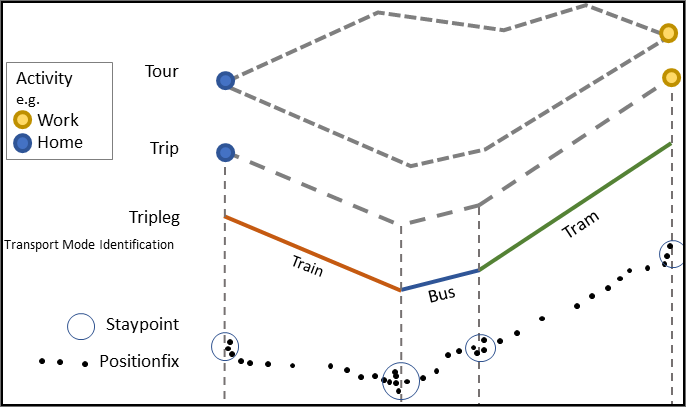 Tour
Activity
e.g.
Work
Home
Trip
Tripleg
Transport Mode Identification
Train
Bus
Tram
Staypoint
Positionfix